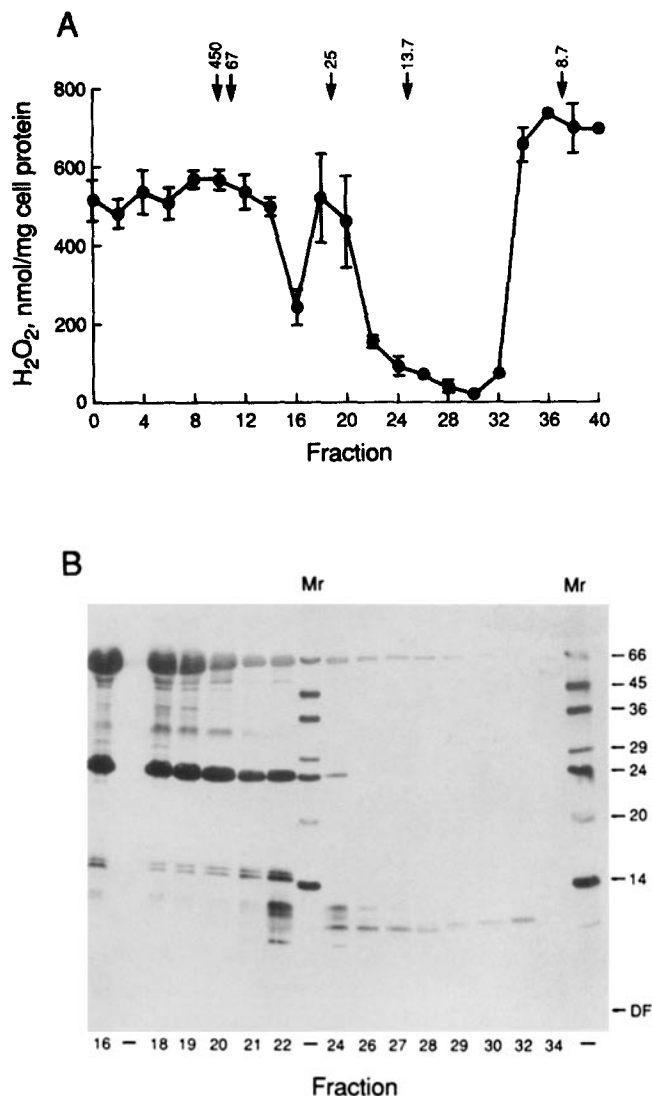 A
450 67 25 13.7 8.7
800
600
400
200
0
H₂O₂, nmol/mg cell protein
0 4 8 12 16 20 24 28 32 36 40
Fraction
B
Mr Mr
66
45
36
29
24
20
14
DF
16 – 18 19 20 21 22 – 24 26 27 28 29 30 32 34 –
Fraction